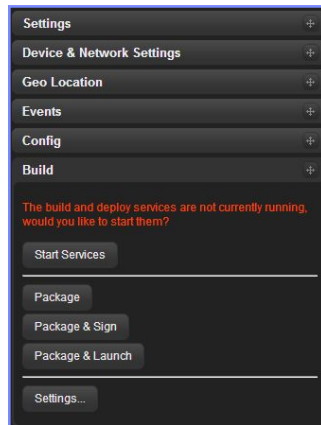 Settings
Device & Network Settings
Geo Location
Events
Config
Build
The build and deploy services are not currently running,
would you like to start them?
Start Services
Package
Package & Sign
Package & Launch
Settings...